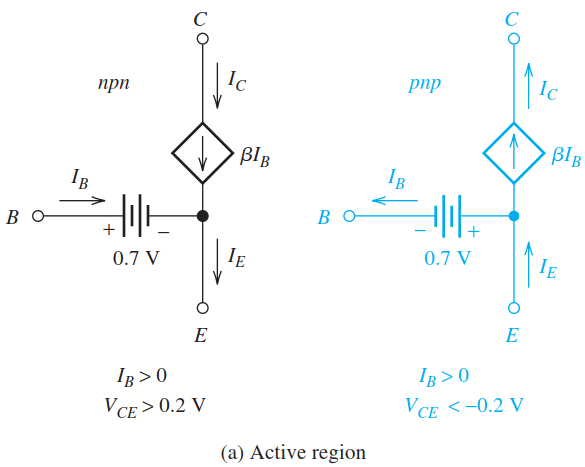 C
C
npn
I_C
pnp
I_C
βI_B
βI_B
I_B
I_B
B
B
+ −
− +
0.7 V
I_E
0.7 V
I_E
E
E
I_B > 0
I_B > 0
V_CE > 0.2 V
V_CE < −0.2 V
(a) Active region